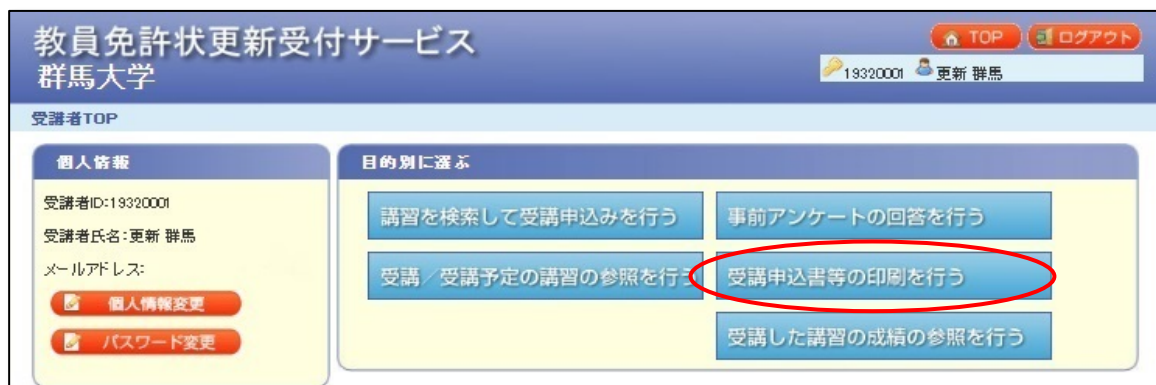 教員免許状更新受付サービス
群馬大学
TOP ログアウト
19320001 更新 群馬
受講者TOP
個人情報
受講者ID:19320001
受講者氏名:更新 群馬
メールアドレス:
個人情報変更
パスワード変更
目的別に選ぶ
講習を検索して受講申込みを行う
事前アンケートの回答を行う
受講/受講予定の講習の参照を行う
受講申込書等の印刷を行う
受講した講習の成績の参照を行う